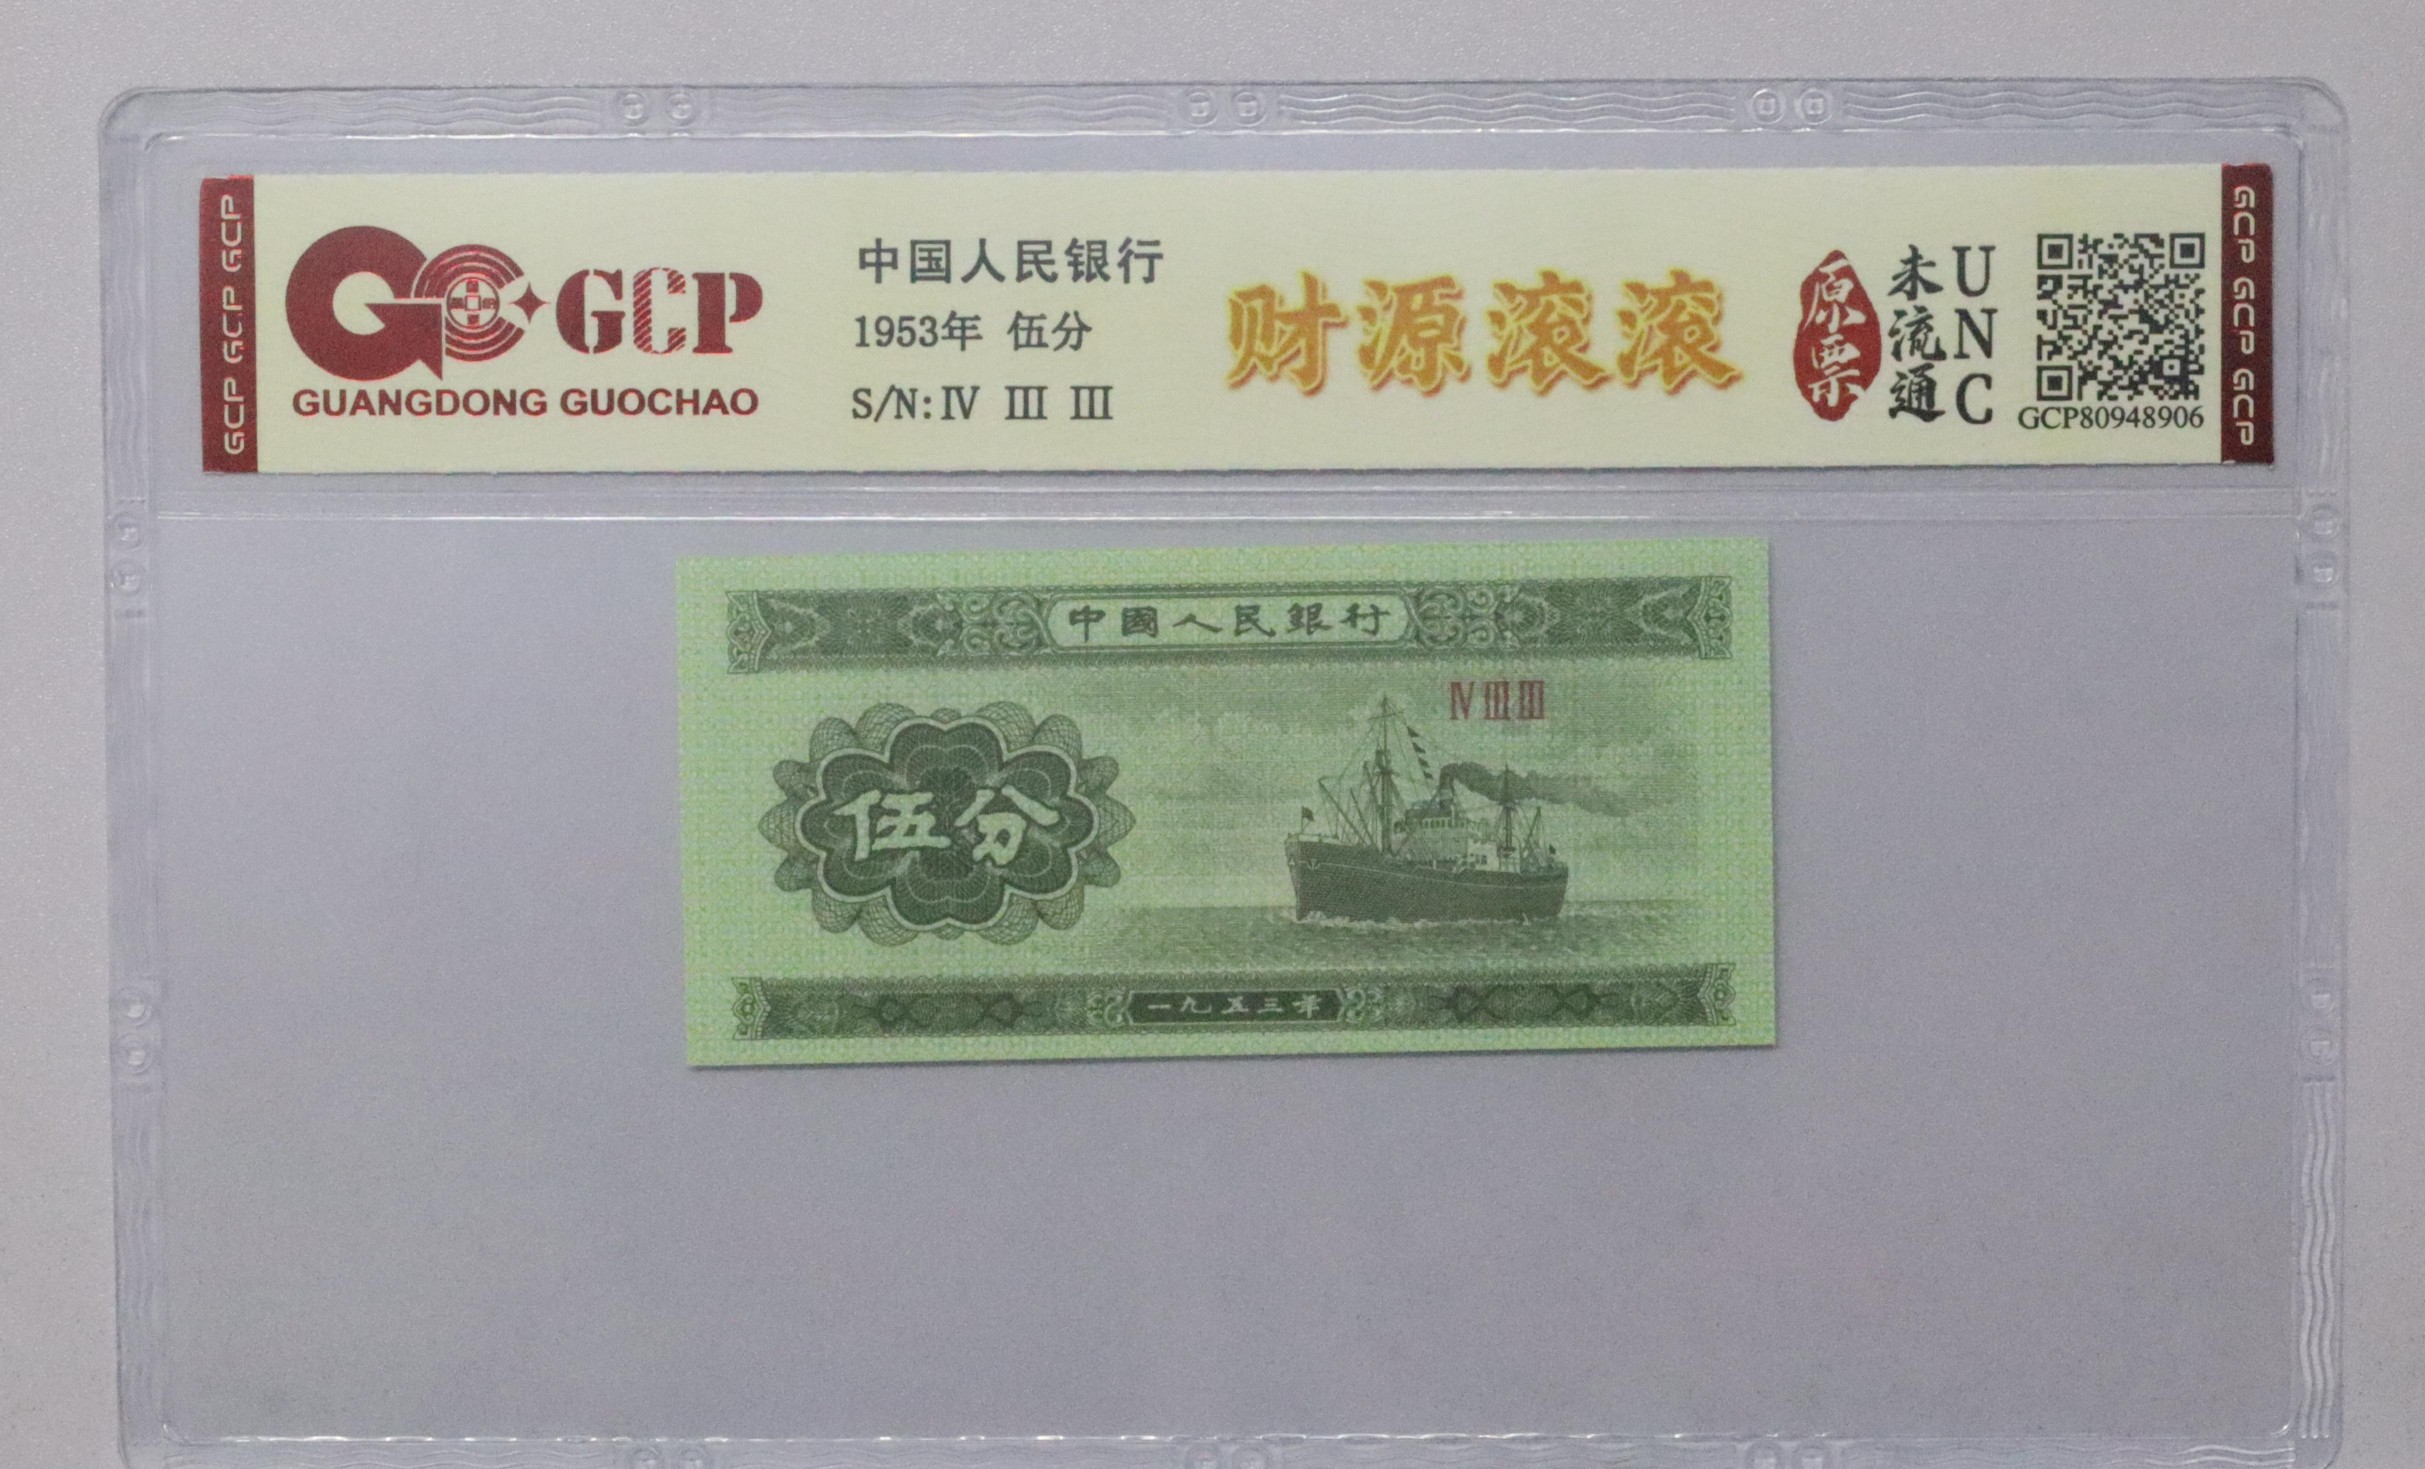 GCP GCP GCP
GCP
GUANGDONG GUOCHAO
中国人民银行
1953年 伍分
S/N: Ⅳ Ⅲ Ⅲ
财源滚滚
原票
未流通
UNC
GCP80948906
GCP GCP GCP
中國人民銀行
ⅣⅢⅢ
伍分
一九五三年